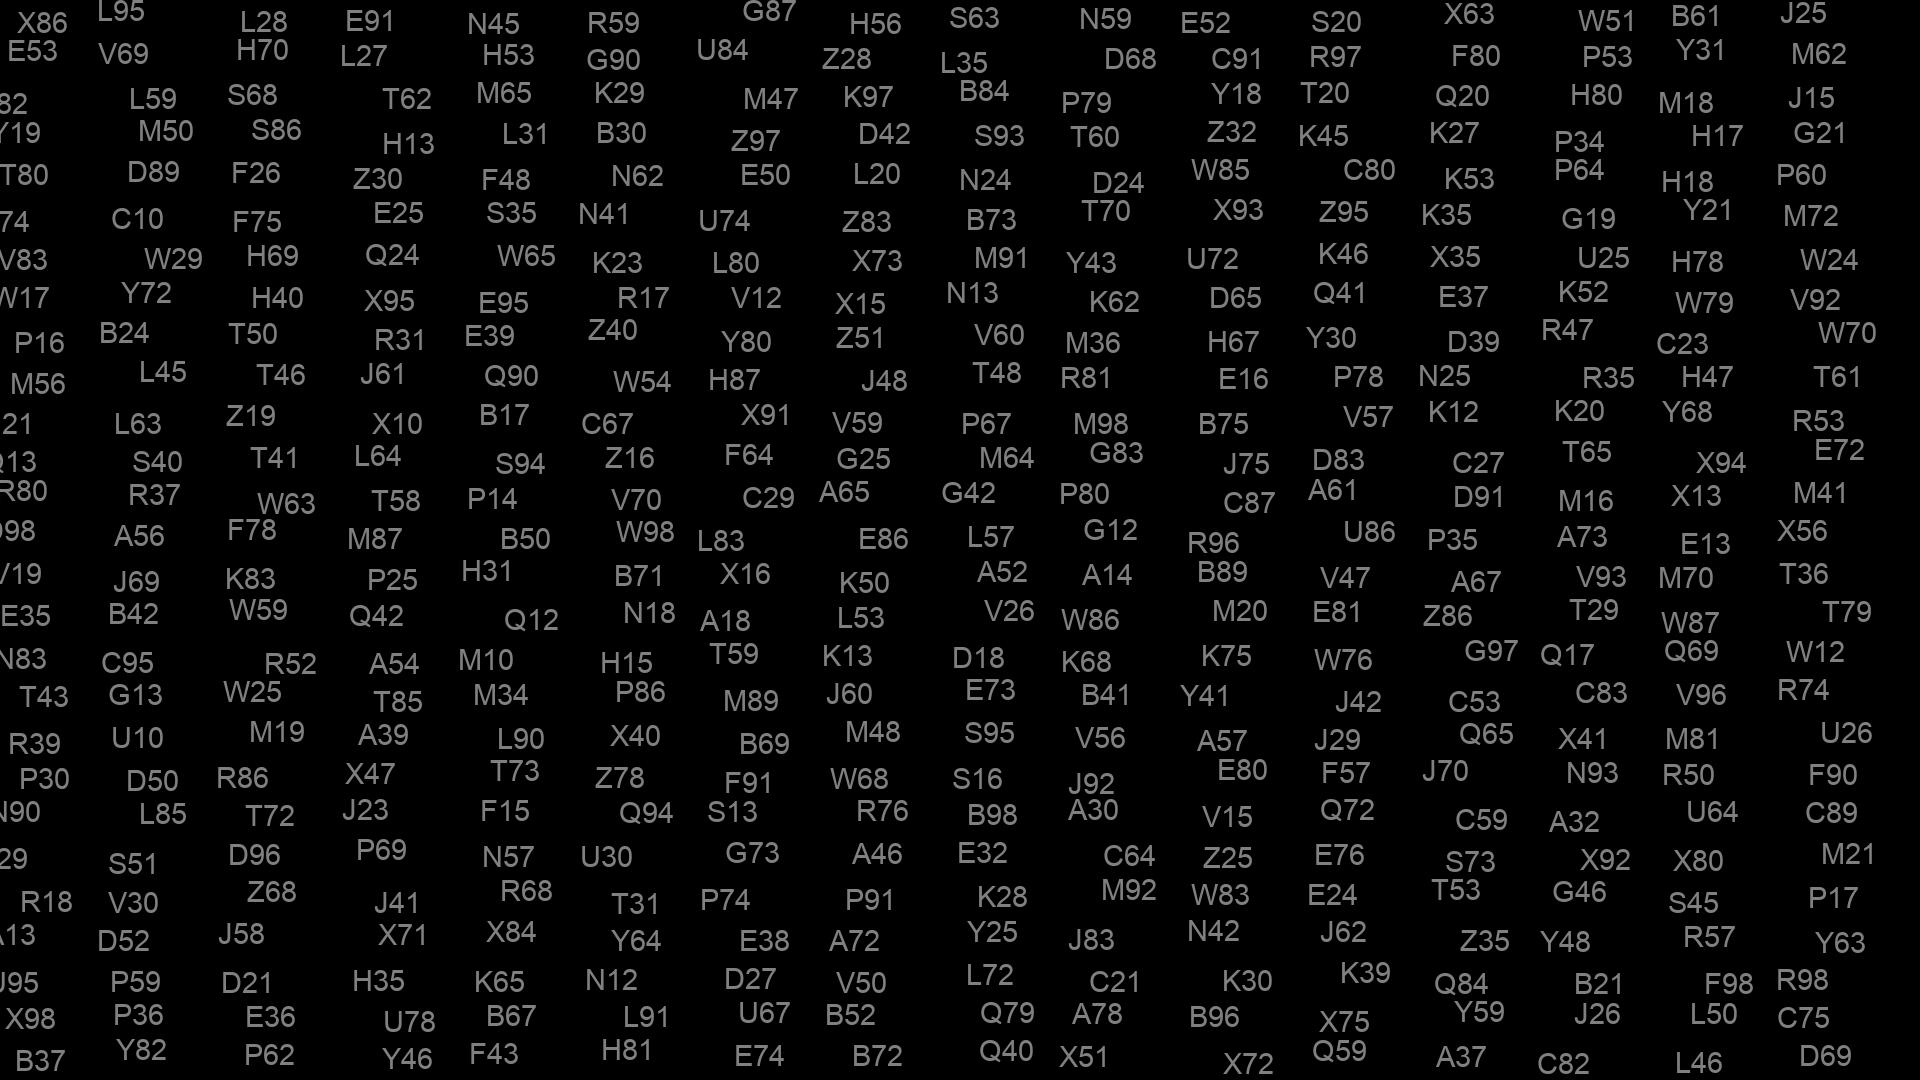 X86 L95 L28 E91 N45 R59 G87 H56 S63 N59 E52 S20 X63 W51 B61 J25
E53 V69 H70 L27 H53 G90 U84 Z28 L35 D68 C91 R97 F80 P53 Y31 M62
82 L59 S68 T62 M65 K29 M47 K97 B84 P79 Y18 T20 Q20 H80 M18 J15
Y19 M50 S86 H13 L31 B30 Z97 D42 S93 T60 Z32 K45 K27 P34 H17 G21
T80 D89 F26 Z30 F48 N62 E50 L20 N24 D24 W85 C80 K53 P64 H18 P60
74 C10 F75 E25 S35 N41 U74 Z83 B73 T70 X93 Z95 K35 G19 Y21 M72
V83 W29 H69 Q24 W65 K23 L80 X73 M91 Y43 U72 K46 X35 U25 H78 W24
W17 Y72 H40 X95 E95 R17 V12 X15 N13 K62 D65 Q41 E37 K52 W79 V92
P16 B24 T50 R31 E39 Z40 Y80 Z51 V60 M36 H67 Y30 D39 R47 C23 W70
M56 L45 T46 J61 Q90 W54 H87 J48 T48 R81 E16 P78 N25 R35 H47 T61
21 L63 Z19 X10 B17 C67 X91 V59 P67 M98 B75 V57 K12 K20 Y68 R53
Q13 S40 T41 L64 S94 Z16 F64 G25 M64 G83 J75 D83 C27 T65 X94 E72
R80 R37 W63 T58 P14 V70 C29 A65 G42 P80 C87 A61 D91 M16 X13 M41
98 A56 F78 M87 B50 W98 L83 E86 L57 G12 R96 U86 P35 A73 E13 X56
V19 J69 K83 P25 H31 B71 X16 K50 A52 A14 B89 V47 A67 V93 M70 T36
E35 B42 W59 Q42 Q12 N18 A18 L53 V26 W86 M20 E81 Z86 T29 W87 T79
N83 C95 R52 A54 M10 H15 T59 K13 D18 K68 K75 W76 G97 Q17 Q69 W12
T43 G13 W25 T85 M34 P86 M89 J60 E73 B41 Y41 J42 C53 C83 V96 R74
R39 U10 M19 A39 L90 X40 B69 M48 S95 V56 A57 J29 Q65 X41 M81 U26
P30 D50 R86 X47 T73 Z78 F91 W68 S16 J92 E80 F57 J70 N93 R50 F90
N90 L85 T72 J23 F15 Q94 S13 R76 B98 A30 V15 Q72 C59 A32 U64 C89
29 S51 D96 P69 N57 U30 G73 A46 E32 C64 Z25 E76 S73 X92 X80 M21
R18 V30 Z68 J41 R68 T31 P74 P91 K28 M92 W83 E24 T53 G46 S45 P17
A13 D52 J58 X71 X84 Y64 E38 A72 Y25 J83 N42 J62 Z35 Y48 R57 Y63
95 P59 D21 H35 K65 N12 D27 V50 L72 C21 K30 K39 Q84 B21 F98 R98
X98 P36 E36 U78 B67 L91 U67 B52 Q79 A78 B96 X75 Y59 J26 L50 C75
B37 Y82 P62 Y46 F43 H81 E74 B72 Q40 X51 X72 Q59 A37 C82 L46 D69